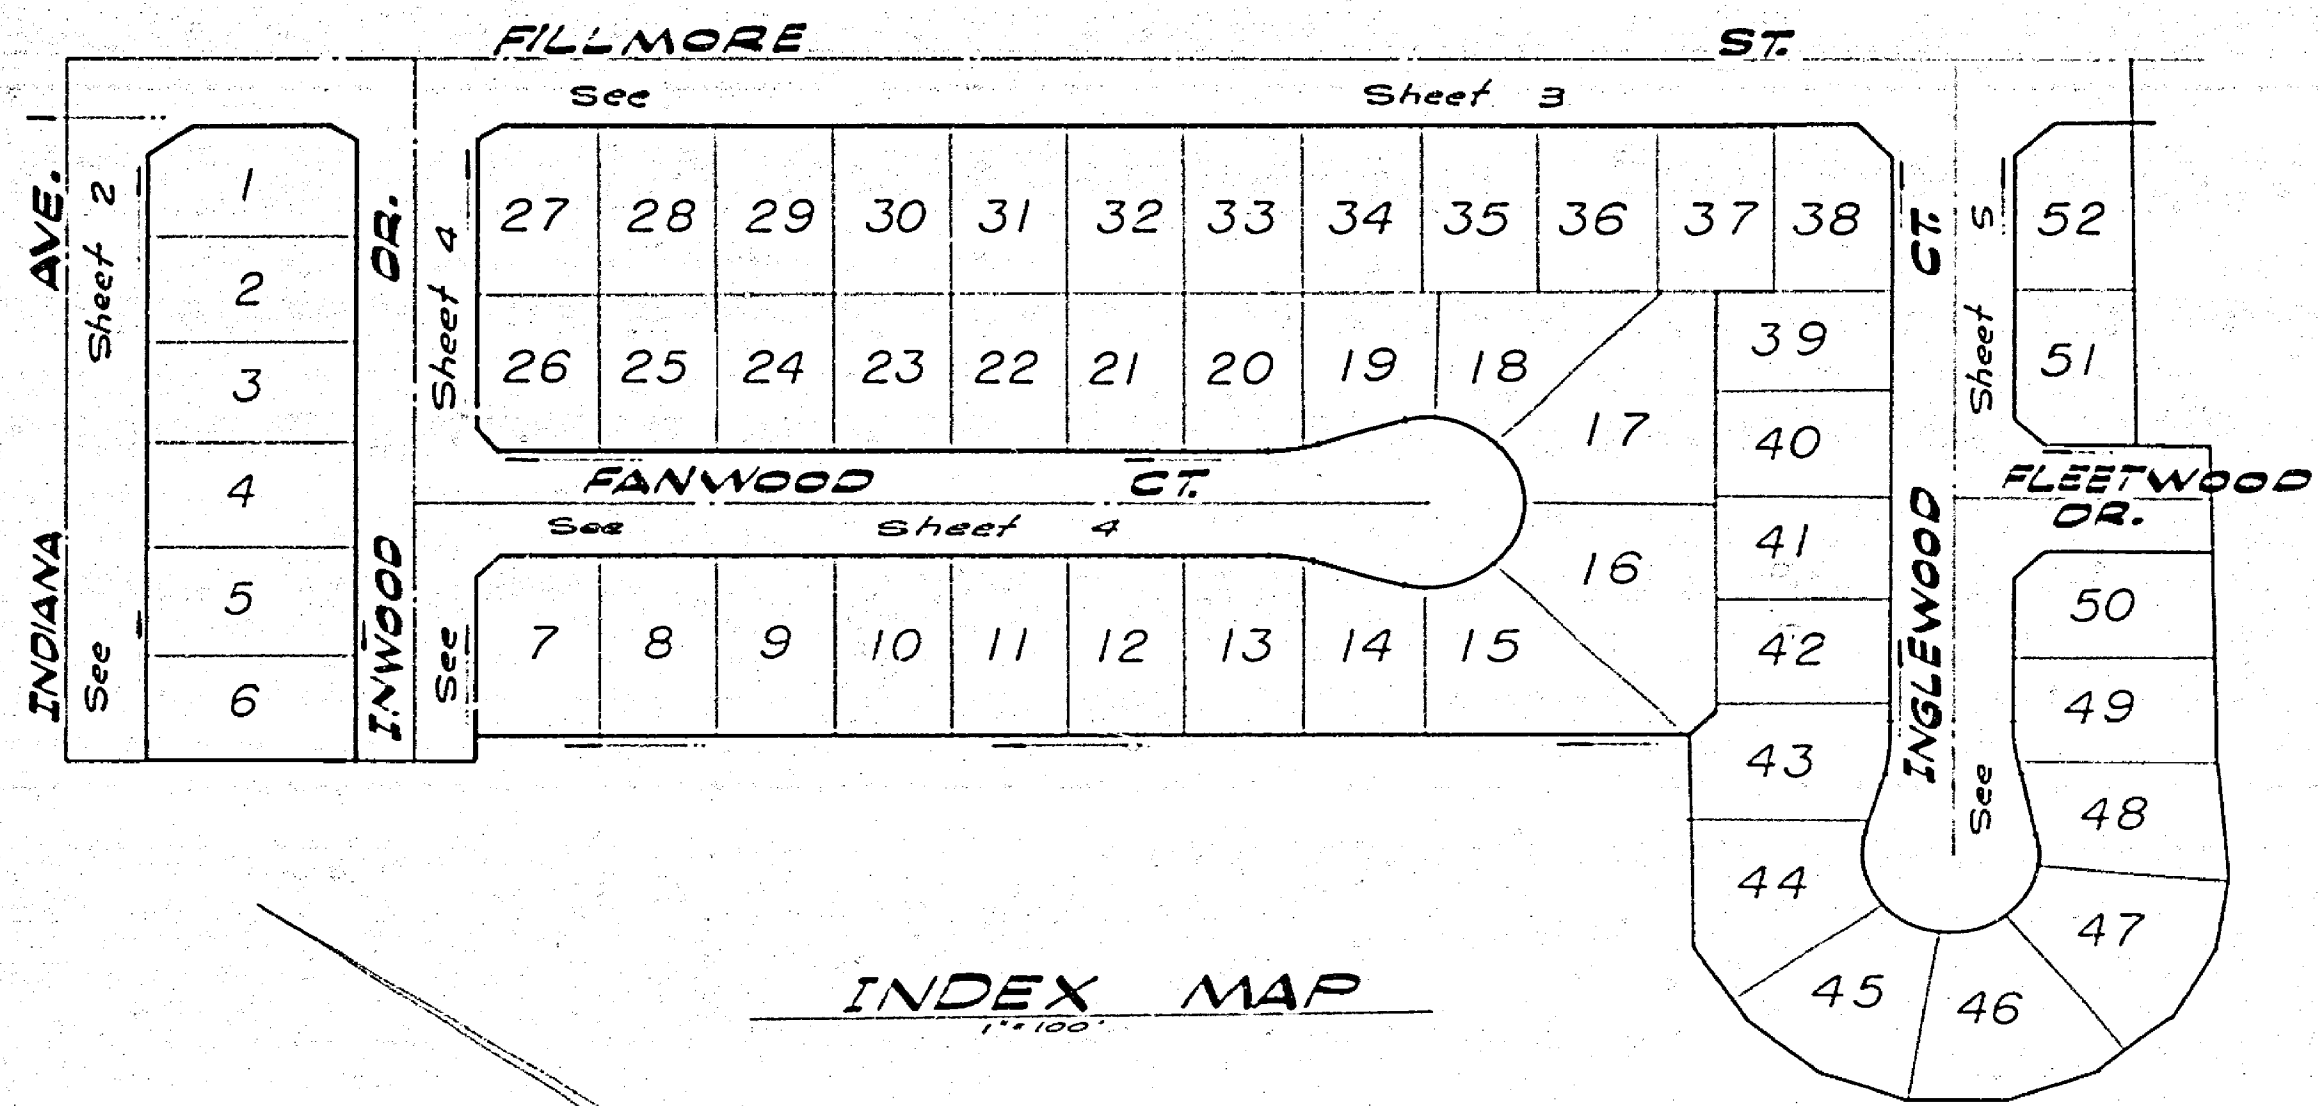 FILLMORE ST.
See Sheet 3
INDIANA AVE.
See Sheet 2
INWOOD DR.
See Sheet 4
1
2
3
4
5
6
27 28 29 30 31 32 33 34 35 36 37 38
26 25 24 23 22 21 20 19 18
17
16
FANWOOD CT.
See Sheet 4
7 8 9 10 11 12 13 14 15
39
40
41
42
43
44
45
46
47
48
49
50
INGLEWOOD CT.
See Sheet 5
52
51
FLEETWOOD
DR.
INDEX MAP
1"=100'